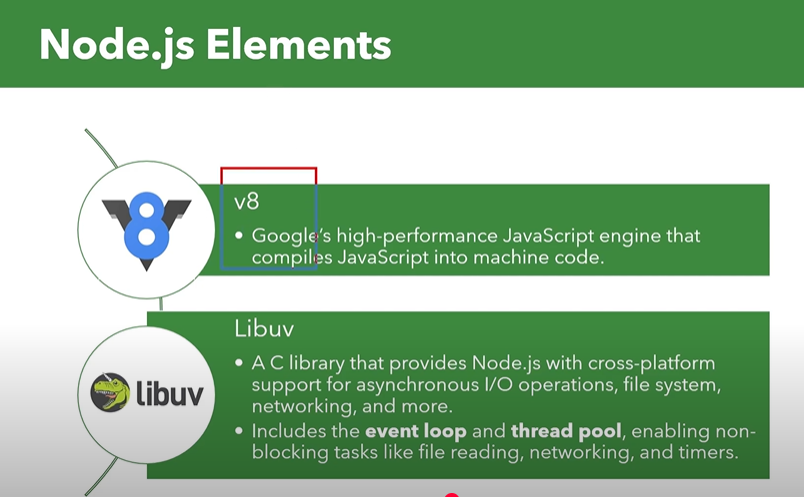 Node.js Elements
v8
• Google's high-performance JavaScript engine that
compiles JavaScript into machine code.
Libuv
• A C library that provides Node.js with cross-platform
support for asynchronous I/O operations, file system,
networking, and more.
• Includes the event loop and thread pool, enabling non-
blocking tasks like file reading, networking, and timers.
8
libuv